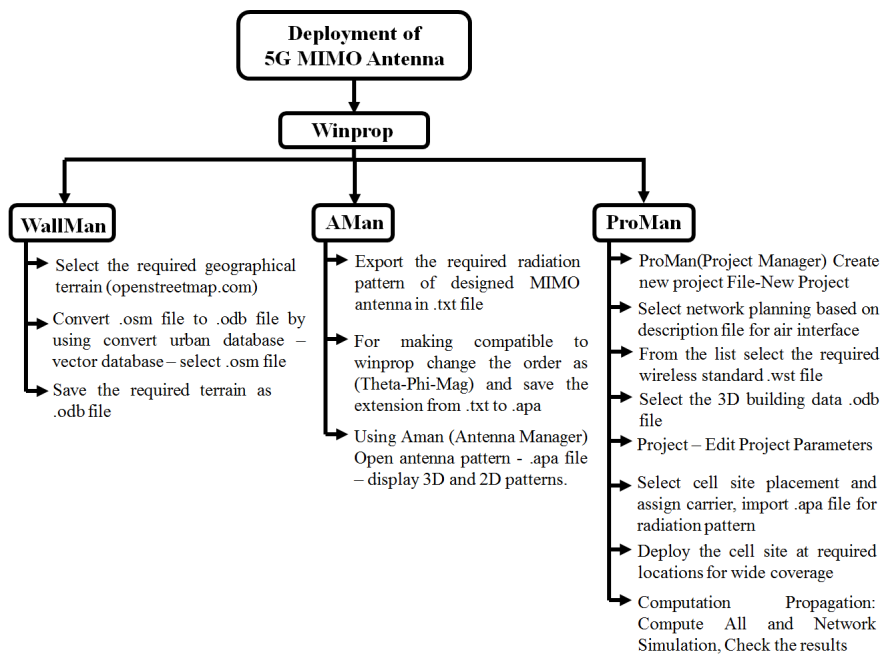 Deployment of
5G MIMO Antenna
Winprop
WallMan
Select the required geographical
terrain (openstreetmap.com)
Convert .osm file to .odb file by
using convert urban database –
vector database – select .osm file
Save the required terrain as
.odb file
AMan
Export the required radiation
pattern of designed MIMO
antenna in .txt file
For making compatible to
winprop change the order as
(Theta-Phi-Mag) and save the
extension from .txt to .apa
Using Aman (Antenna Manager)
Open antenna pattern - .apa file
– display 3D and 2D patterns.
ProMan
ProMan(Project Manager) Create
new project File-New Project
Select network planning based on
description file for air interface
From the list select the required
wireless standard .wst file
Select the 3D building data .odb
file
Project – Edit Project Parameters
Select cell site placement and
assign carrier, import .apa file for
radiation pattern
Deploy the cell site at required
locations for wide coverage
Computation Propagation:
Compute All and Network
Simulation, Check the results